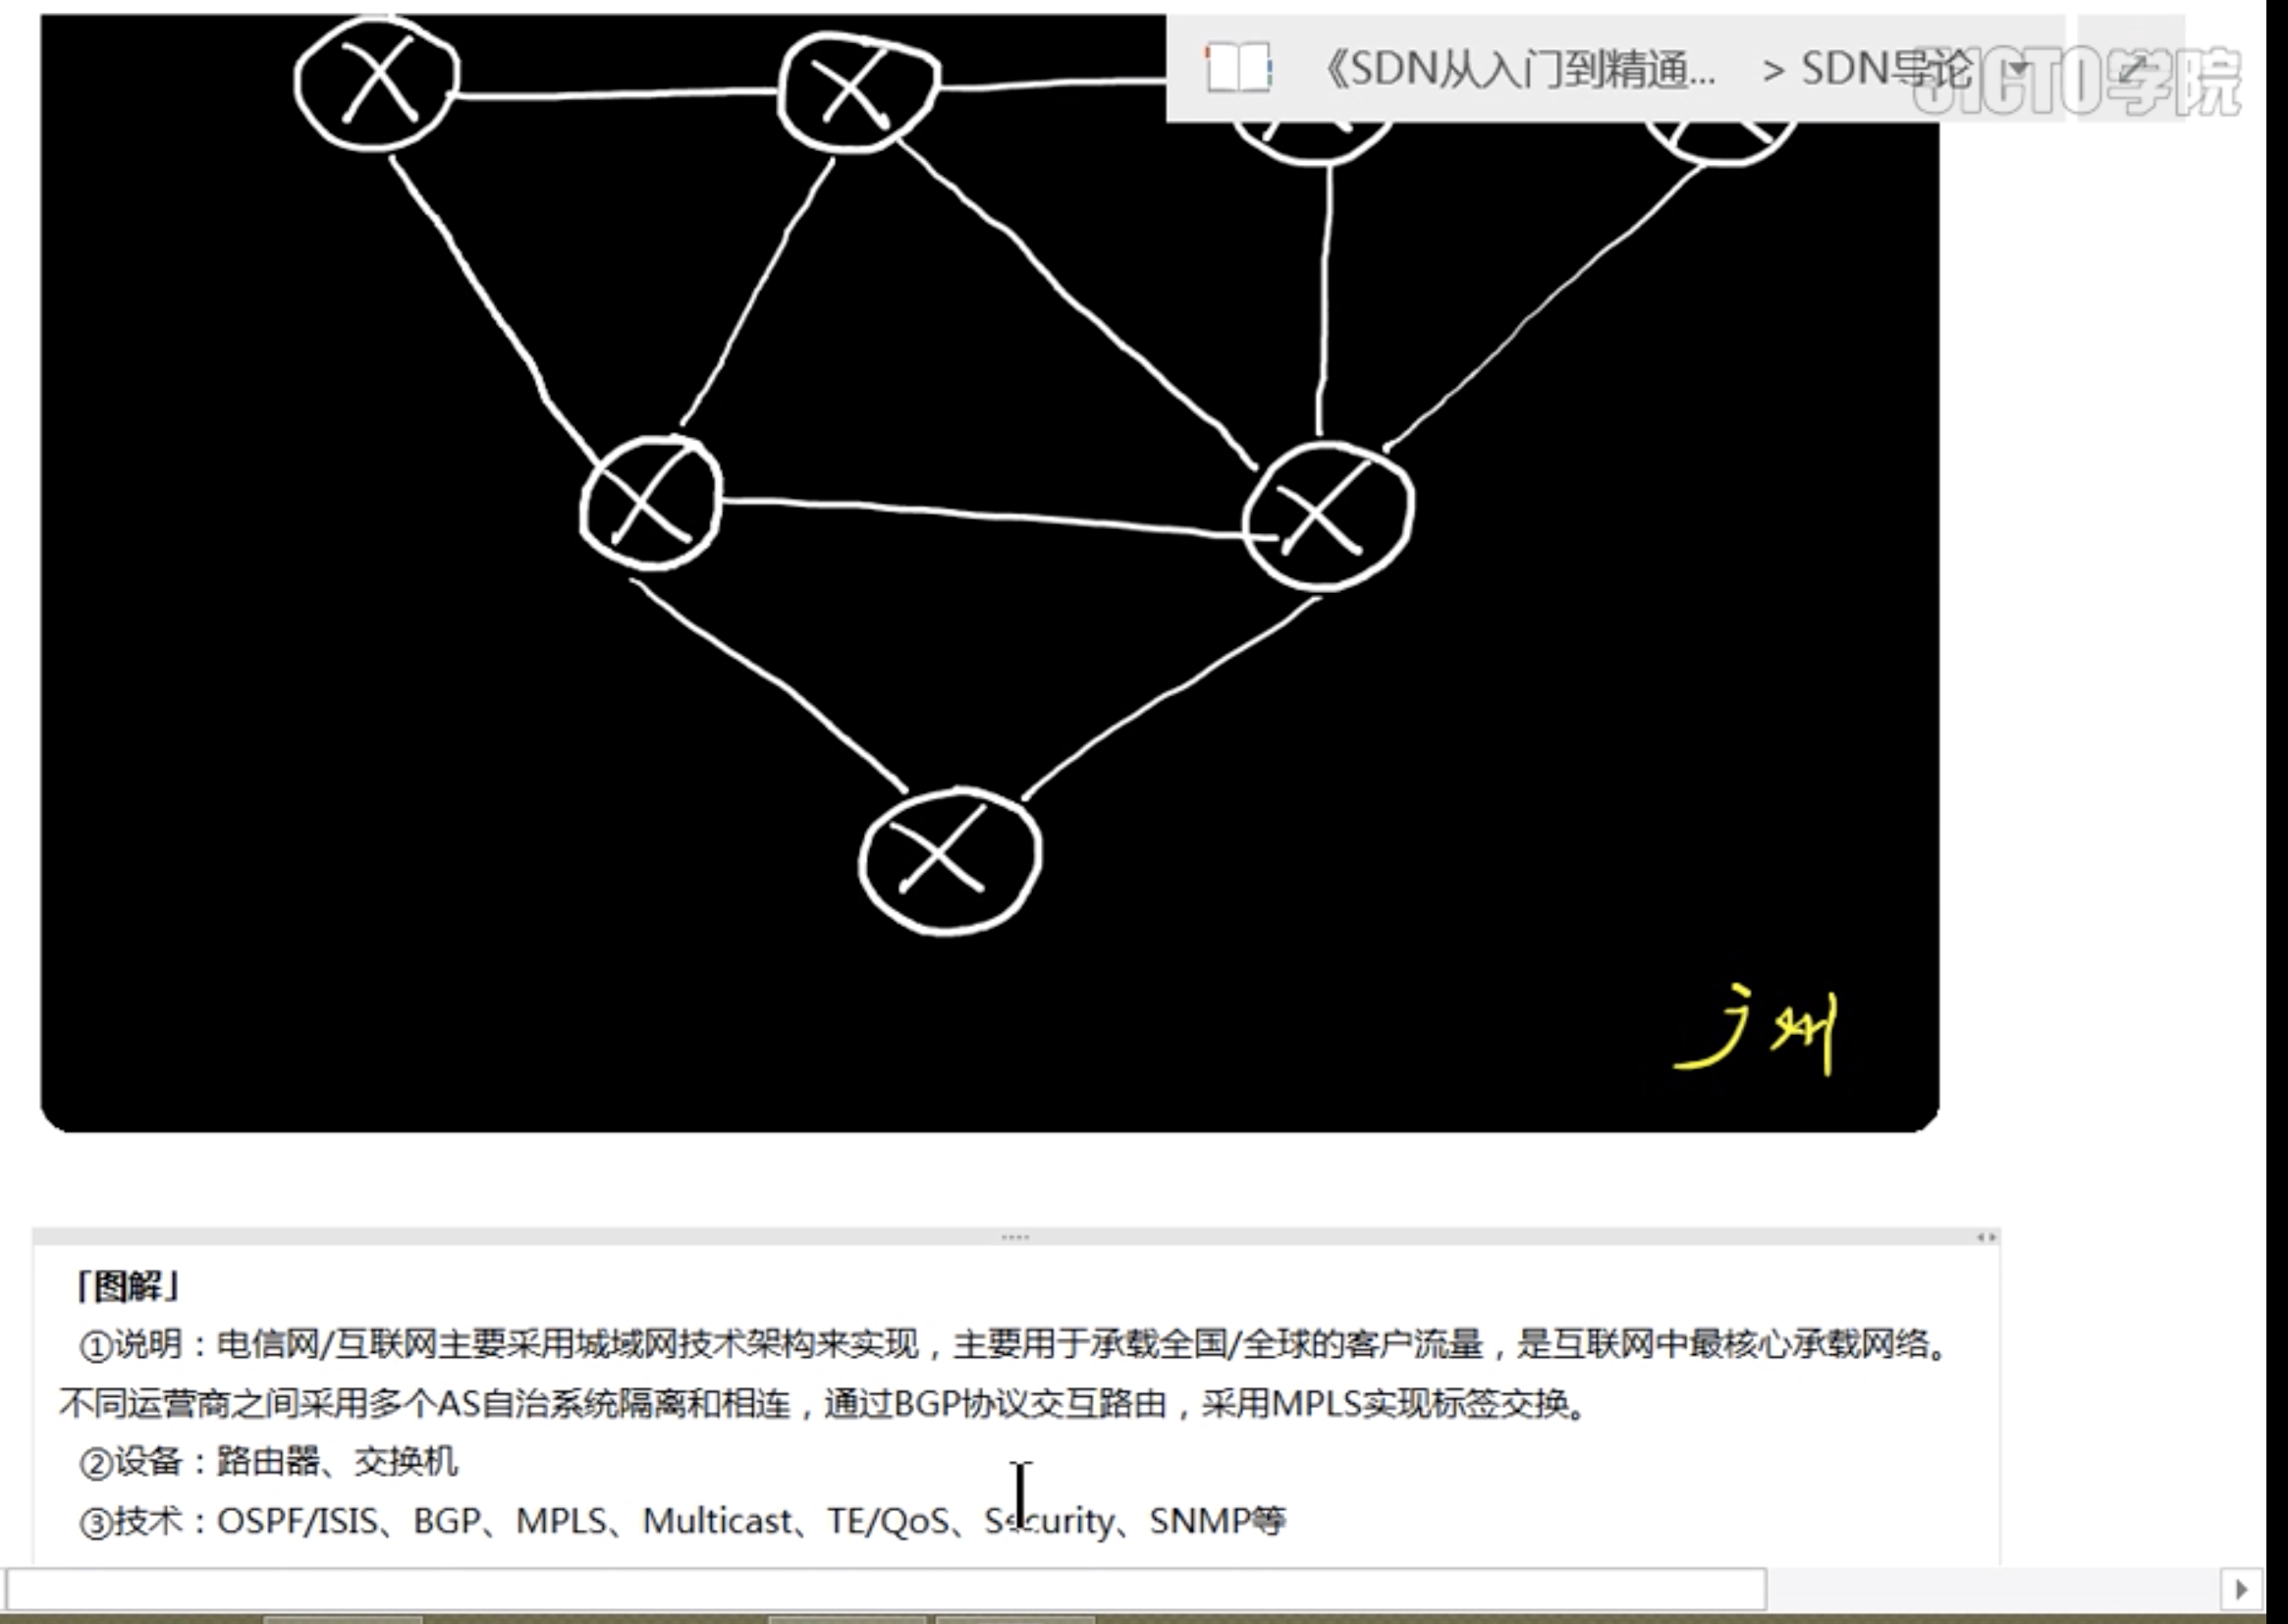 《SDN从入门到精通... > SDN导论
51CTO学院
广州
「图解」
①说明：电信网/互联网主要采用城域网技术架构来实现，主要用于承载全国/全球的客户流量，是互联网中最核心承载网络。
不同运营商之间采用多个AS自治系统隔离和相连，通过BGP协议交互路由，采用MPLS实现标签交换。
②设备：路由器、交换机
③技术：OSPF/ISIS、BGP、MPLS、Multicast、TE/QoS、Security、SNMP等